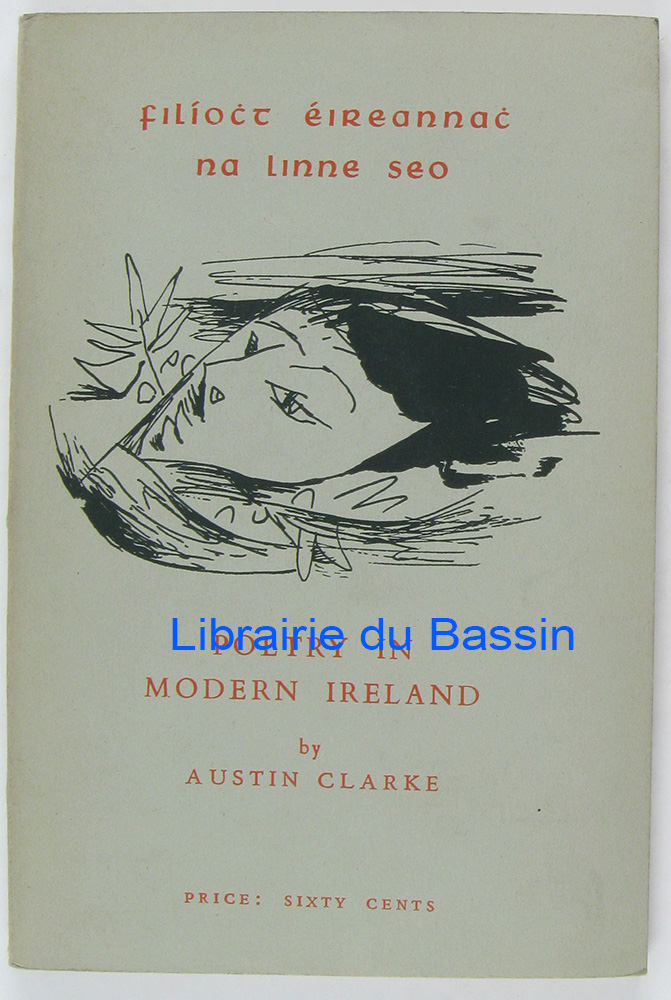 filíoċt éireannaċ
na linne seo
Librairie du Bassin
POETRY IN
MODERN IRELAND
by
AUSTIN CLARKE
PRICE: SIXTY CENTS